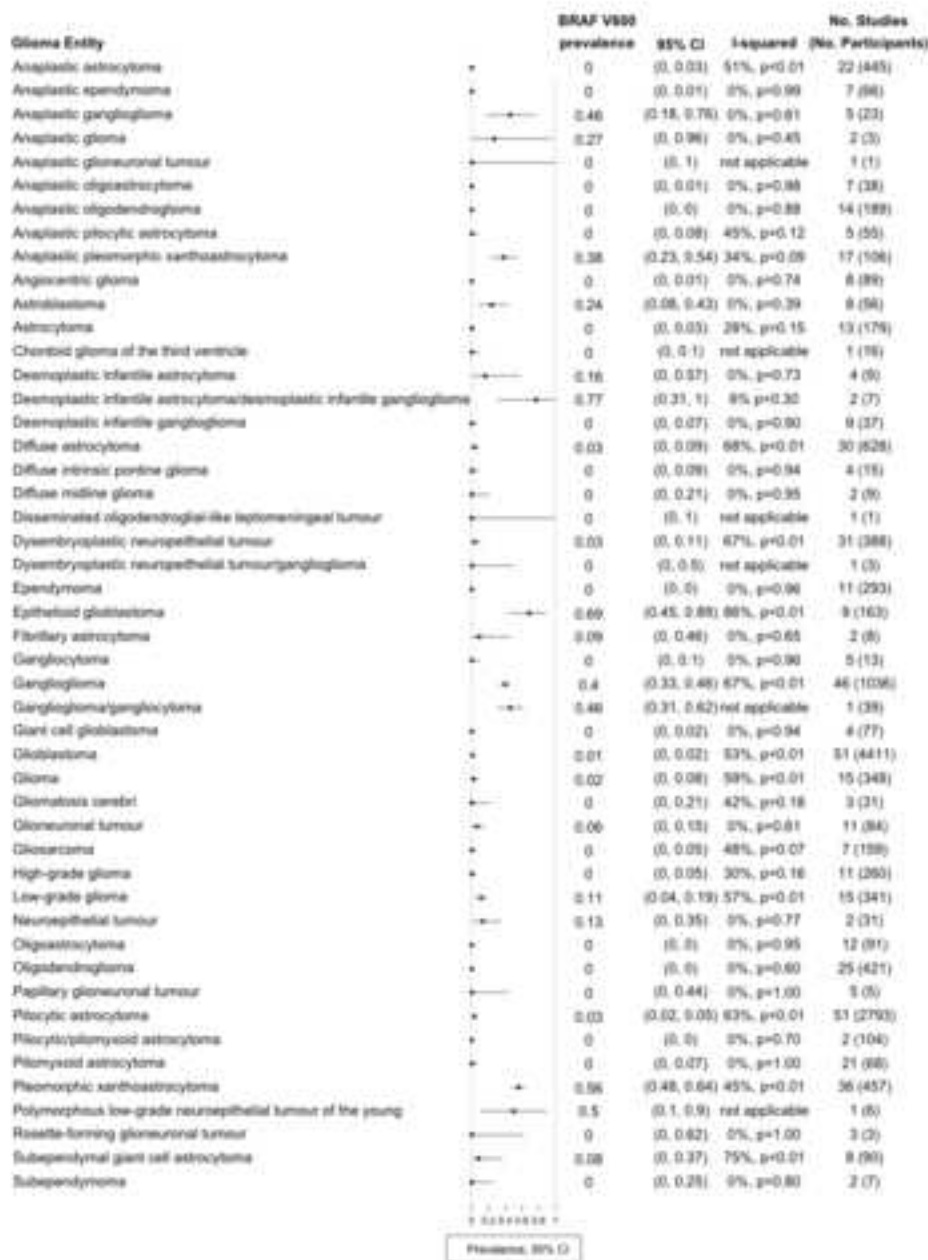 BRAF V600 No. Studies
Glioma Entity prevalence 95% CI I-squared (No. Participants)
Anaplastic astrocytoma 0 (0, 0.03) 51%, p<0.01 22 (445)
Anaplastic ependymoma 0 (0, 0.01) 0%, p=0.99 7 (66)
Anaplastic ganglioglioma 0.46 (0.18, 0.76) 0%, p=0.61 5 (23)
Anaplastic glioma 0.27 (0, 0.96) 0%, p=0.45 2 (3)
Anaplastic glioneuronal tumour 0 (0, 1) not applicable 1 (1)
Anaplastic oligoastrocytoma 0 (0, 0.01) 0%, p=0.98 7 (38)
Anaplastic oligodendroglioma 0 (0, 0) 0%, p=0.88 14 (189)
Anaplastic pilocytic astrocytoma 0 (0, 0.08) 45%, p=0.12 5 (55)
Anaplastic pleomorphic xanthoastrocytoma 0.38 (0.23, 0.54) 34%, p=0.09 17 (106)
Angiocentric glioma 0 (0, 0.01) 0%, p=0.74 8 (89)
Astroblastoma 0.24 (0.08, 0.43) 0%, p=0.39 8 (56)
Astrocytoma 0 (0, 0.03) 28%, p=0.15 13 (179)
Chordoid glioma of the third ventricle 0 (0, 0.1) not applicable 1 (16)
Desmoplastic infantile astrocytoma 0.16 (0, 0.57) 0%, p=0.73 4 (9)
Desmoplastic infantile astrocytoma/desmoplastic infantile ganglioglioma 0.77 (0.31, 1) 6% p=0.30 2 (7)
Desmoplastic infantile ganglioglioma 0 (0, 0.07) 0%, p=0.90 9 (37)
Diffuse astrocytoma 0.03 (0, 0.09) 68%, p<0.01 30 (628)
Diffuse intrinsic pontine glioma 0 (0, 0.09) 0%, p=0.94 4 (15)
Diffuse midline glioma 0 (0, 0.21) 0%, p=0.95 2 (9)
Disseminated oligodendroglial-like leptomeningeal tumour 0 (0, 1) not applicable 1 (1)
Dysembryoplastic neuropethelial tumour 0.03 (0, 0.11) 67%, p<0.01 31 (388)
Dysembryoplastic neuropethelial tumour/ganglioglioma 0 (0, 0.5) not applicable 1 (3)
Ependymoma 0 (0, 0) 0%, p=0.96 11 (293)
Epithelioid glioblastoma 0.69 (0.45, 0.89) 86%, p<0.01 9 (163)
Fibrillary astrocytoma 0.09 (0, 0.46) 0%, p=0.65 2 (8)
Gangliocytoma 0 (0, 0.1) 0%, p=0.90 5 (13)
Ganglioglioma 0.4 (0.33, 0.46) 67%, p<0.01 46 (1036)
Ganglioglioma/gangliocytoma 0.46 (0.31, 0.62) not applicable 1 (39)
Giant cell glioblastoma 0 (0, 0.02) 0%, p=0.94 4 (77)
Glioblastoma 0.01 (0, 0.02) 53%, p<0.01 51 (4411)
Glioma 0.02 (0, 0.08) 59%, p<0.01 15 (349)
Gliomatosis cerebri 0 (0, 0.21) 42%, p=0.18 3 (31)
Glioneuronal tumour 0.06 (0, 0.15) 0%, p=0.61 11 (84)
Gliosarcoma 0 (0, 0.05) 48%, p=0.07 7 (159)
High-grade glioma 0 (0, 0.05) 30%, p=0.16 11 (260)
Low-grade glioma 0.11 (0.04, 0.19) 57%, p<0.01 15 (341)
Neuroepithelial tumour 0.13 (0, 0.35) 0%, p=0.77 2 (31)
Oligoastrocytoma 0 (0, 0) 0%, p=0.95 12 (91)
Oligodendroglioma 0 (0, 0) 0%, p=0.60 25 (421)
Papillary glioneuronal tumour 0 (0, 0.44) 0%, p=1.00 5 (5)
Pilocytic astrocytoma 0.03 (0.02, 0.05) 63%, p<0.01 51 (2793)
Pilocytic/pilomyxoid astrocytoma 0 (0, 0) 0%, p=0.70 2 (104)
Pilomyxoid astrocytoma 0 (0, 0.07) 0%, p=1.00 21 (68)
Pleomorphic xanthoastrocytoma 0.56 (0.48, 0.64) 45%, p<0.01 36 (457)
Polymorphous low-grade neuroepithelial tumour of the young 0.5 (0.1, 0.9) not applicable 1 (6)
Rosette-forming glioneuronal tumour 0 (0, 0.62) 0%, p=1.00 3 (3)
Subependymal giant cell astrocytoma 0.08 (0, 0.37) 75%, p<0.01 8 (90)
Subependymoma 0 (0, 0.25) 0%, p=0.80 2 (7)
Prevalence, 95% CI